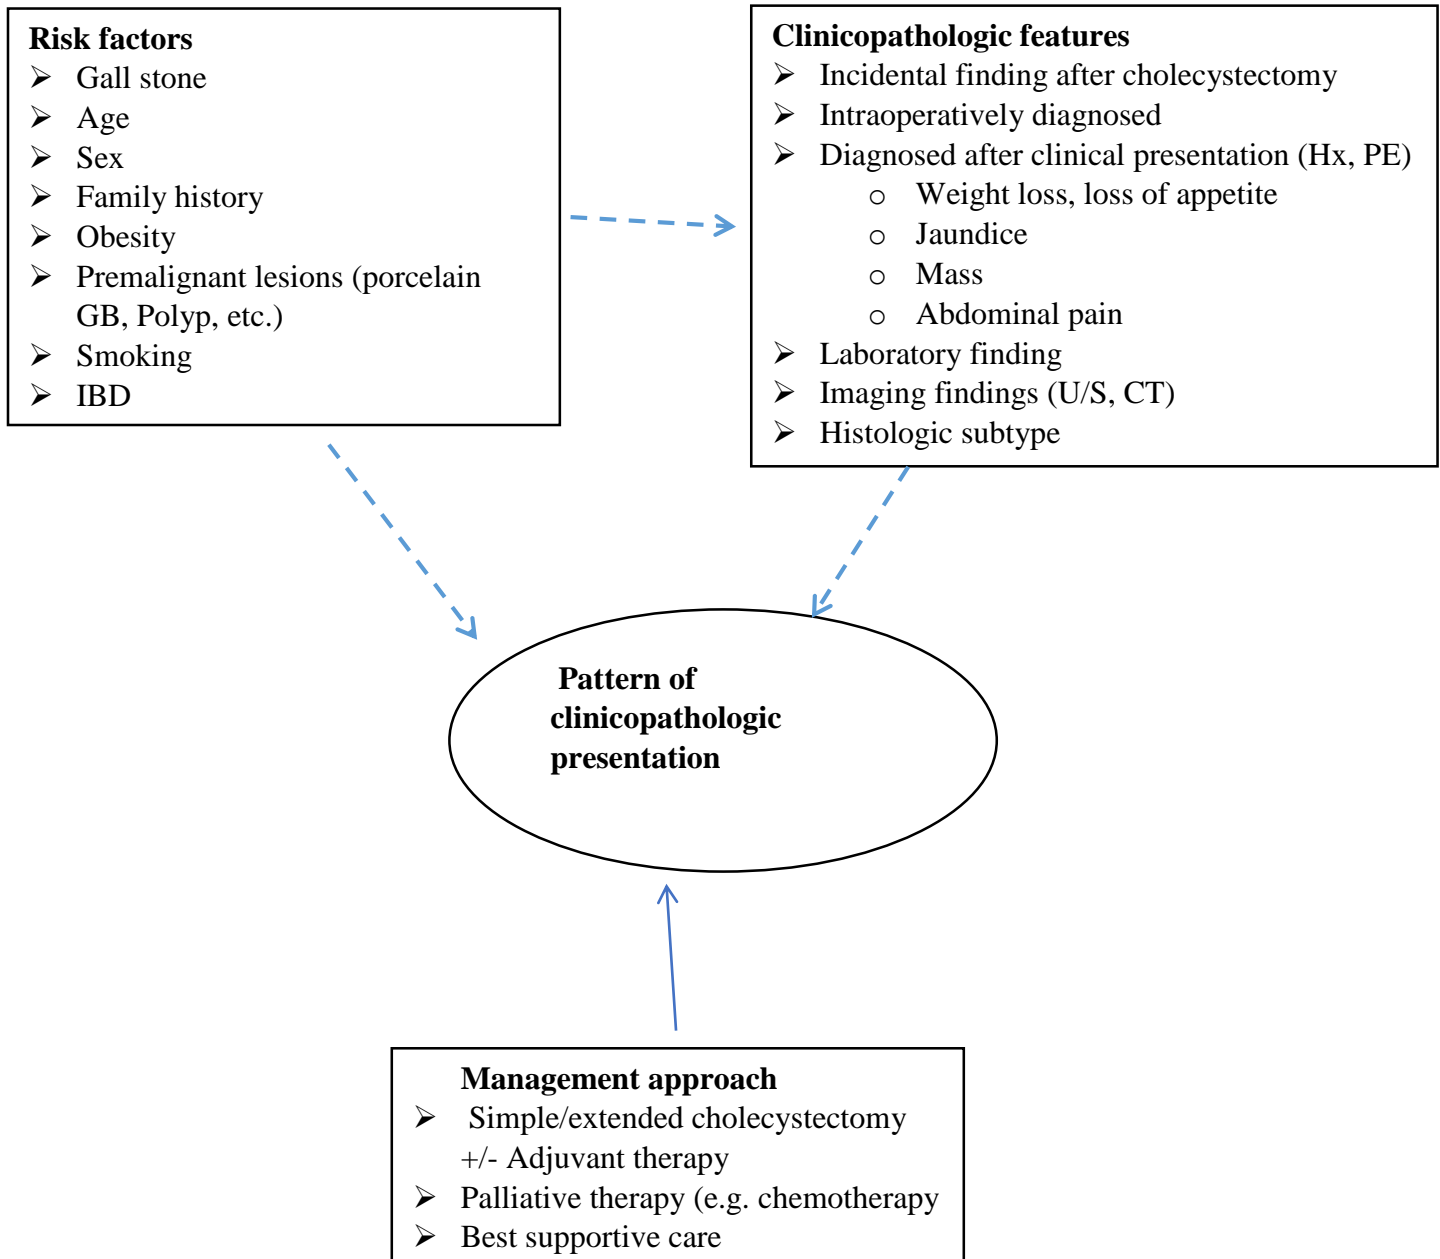 Risk factors
➢ Gall stone
➢ Age
➢ Sex
➢ Family history
➢ Obesity
➢ Premalignant lesions (porcelain
GB, Polyp, etc.)
➢ Smoking
➢ IBD
Clinicopathologic features
➢ Incidental finding after cholecystectomy
➢ Intraoperatively diagnosed
➢ Diagnosed after clinical presentation (Hx, PE)
o Weight loss, loss of appetite
o Jaundice
o Mass
o Abdominal pain
➢ Laboratory finding
➢ Imaging findings (U/S, CT)
➢ Histologic subtype
Pattern of
clinicopathologic
presentation
Management approach
➢ Simple/extended cholecystectomy
+/- Adjuvant therapy
➢ Palliative therapy (e.g. chemotherapy
➢ Best supportive care